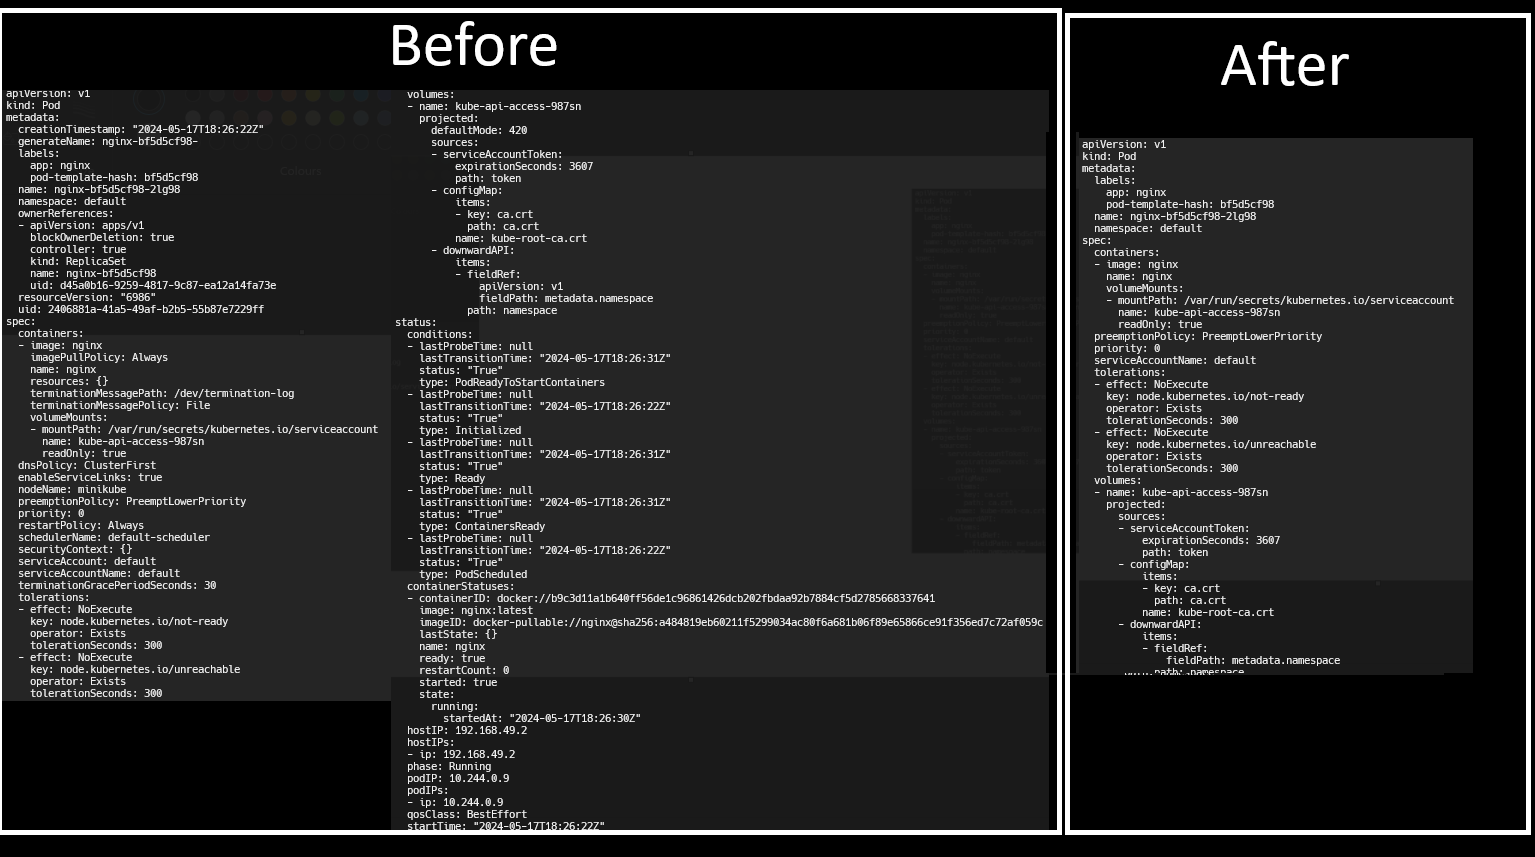 Before
apiVersion: v1
kind: Pod
metadata:
  creationTimestamp: "2024-05-17T18:26:22Z"
  generateName: nginx-bf5d5cf98-
  labels:
    app: nginx
    pod-template-hash: bf5d5cf98
  name: nginx-bf5d5cf98-2lg98
  namespace: default
  ownerReferences:
  - apiVersion: apps/v1
    blockOwnerDeletion: true
    controller: true
    kind: ReplicaSet
    name: nginx-bf5d5cf98
    uid: d45a0b16-9259-4817-9c87-ea12a14fa73e
  resourceVersion: "6986"
  uid: 2406881a-41a5-49af-b2b5-55b87e7229ff
spec:
  containers:
  - image: nginx
    imagePullPolicy: Always
    name: nginx
    resources: {}
    terminationMessagePath: /dev/termination-log
    terminationMessagePolicy: File
    volumeMounts:
    - mountPath: /var/run/secrets/kubernetes.io/serviceaccount
      name: kube-api-access-987sn
      readOnly: true
  dnsPolicy: ClusterFirst
  enableServiceLinks: true
  nodeName: minikube
  preemptionPolicy: PreemptLowerPriority
  priority: 0
  restartPolicy: Always
  schedulerName: default-scheduler
  securityContext: {}
  serviceAccount: default
  serviceAccountName: default
  terminationGracePeriodSeconds: 30
  tolerations:
  - effect: NoExecute
    key: node.kubernetes.io/not-ready
    operator: Exists
    tolerationSeconds: 300
  - effect: NoExecute
    key: node.kubernetes.io/unreachable
    operator: Exists
    tolerationSeconds: 300
  volumes:
  - name: kube-api-access-987sn
    projected:
      defaultMode: 420
      sources:
      - serviceAccountToken:
          expirationSeconds: 3607
          path: token
      - configMap:
          items:
          - key: ca.crt
            path: ca.crt
          name: kube-root-ca.crt
      - downwardAPI:
          items:
          - fieldRef:
              apiVersion: v1
              fieldPath: metadata.namespace
            path: namespace
status:
  conditions:
  - lastProbeTime: null
    lastTransitionTime: "2024-05-17T18:26:31Z"
    status: "True"
    type: PodReadyToStartContainers
  - lastProbeTime: null
    lastTransitionTime: "2024-05-17T18:26:22Z"
    status: "True"
    type: Initialized
  - lastProbeTime: null
    lastTransitionTime: "2024-05-17T18:26:31Z"
    status: "True"
    type: Ready
  - lastProbeTime: null
    lastTransitionTime: "2024-05-17T18:26:31Z"
    status: "True"
    type: ContainersReady
  - lastProbeTime: null
    lastTransitionTime: "2024-05-17T18:26:22Z"
    status: "True"
    type: PodScheduled
  containerStatuses:
  - containerID: docker://b9c3d11a1b640ff56de1c96861426dcb202fbdaa92b7884cf5d2785668337641
    image: nginx:latest
    imageID: docker-pullable://nginx@sha256:a484819eb60211f5299034ac80f6a681b06f89e65866ce91f356ed7c72af059c
    lastState: {}
    name: nginx
    ready: true
    restartCount: 0
    started: true
    state:
      running:
        startedAt: "2024-05-17T18:26:30Z"
  hostIP: 192.168.49.2
  hostIPs:
  - ip: 192.168.49.2
  phase: Running
  podIP: 10.244.0.9
  podIPs:
  - ip: 10.244.0.9
  qosClass: BestEffort
  startTime: "2024-05-17T18:26:22Z"
Colours
After
apiVersion: v1
kind: Pod
metadata:
  labels:
    app: nginx
    pod-template-hash: bf5d5cf98
  name: nginx-bf5d5cf98-2lg98
  namespace: default
spec:
  containers:
  - image: nginx
    name: nginx
    volumeMounts:
    - mountPath: /var/run/secrets/kubernetes.io/serviceaccount
      name: kube-api-access-987sn
      readOnly: true
  preemptionPolicy: PreemptLowerPriority
  priority: 0
  serviceAccountName: default
  tolerations:
  - effect: NoExecute
    key: node.kubernetes.io/not-ready
    operator: Exists
    tolerationSeconds: 300
  - effect: NoExecute
    key: node.kubernetes.io/unreachable
    operator: Exists
    tolerationSeconds: 300
  volumes:
  - name: kube-api-access-987sn
    projected:
      sources:
      - serviceAccountToken:
          expirationSeconds: 3607
          path: token
      - configMap:
          items:
          - key: ca.crt
            path: ca.crt
          name: kube-root-ca.crt
      - downwardAPI:
          items:
          - fieldRef:
              fieldPath: metadata.namespace
            path: namespace